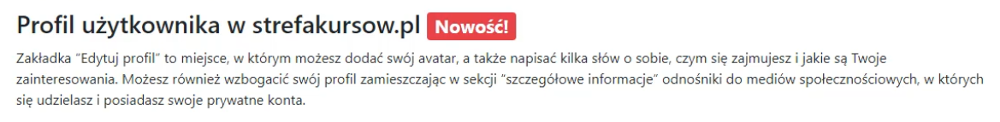 Profil użytkownika w strefakursow.pl Nowość!
Zakładka “Edytuj profil” to miejsce, w którym możesz dodać swój avatar, a także napisać kilka słów o sobie, czym się zajmujesz i jakie są Twoje
zainteresowania. Możesz również wzbogacić swój profil zamieszczając w sekcji “szczegółowe informacje” odnośniki do mediów społecznościowych, w których
się udzielasz i posiadasz swoje prywatne konta.